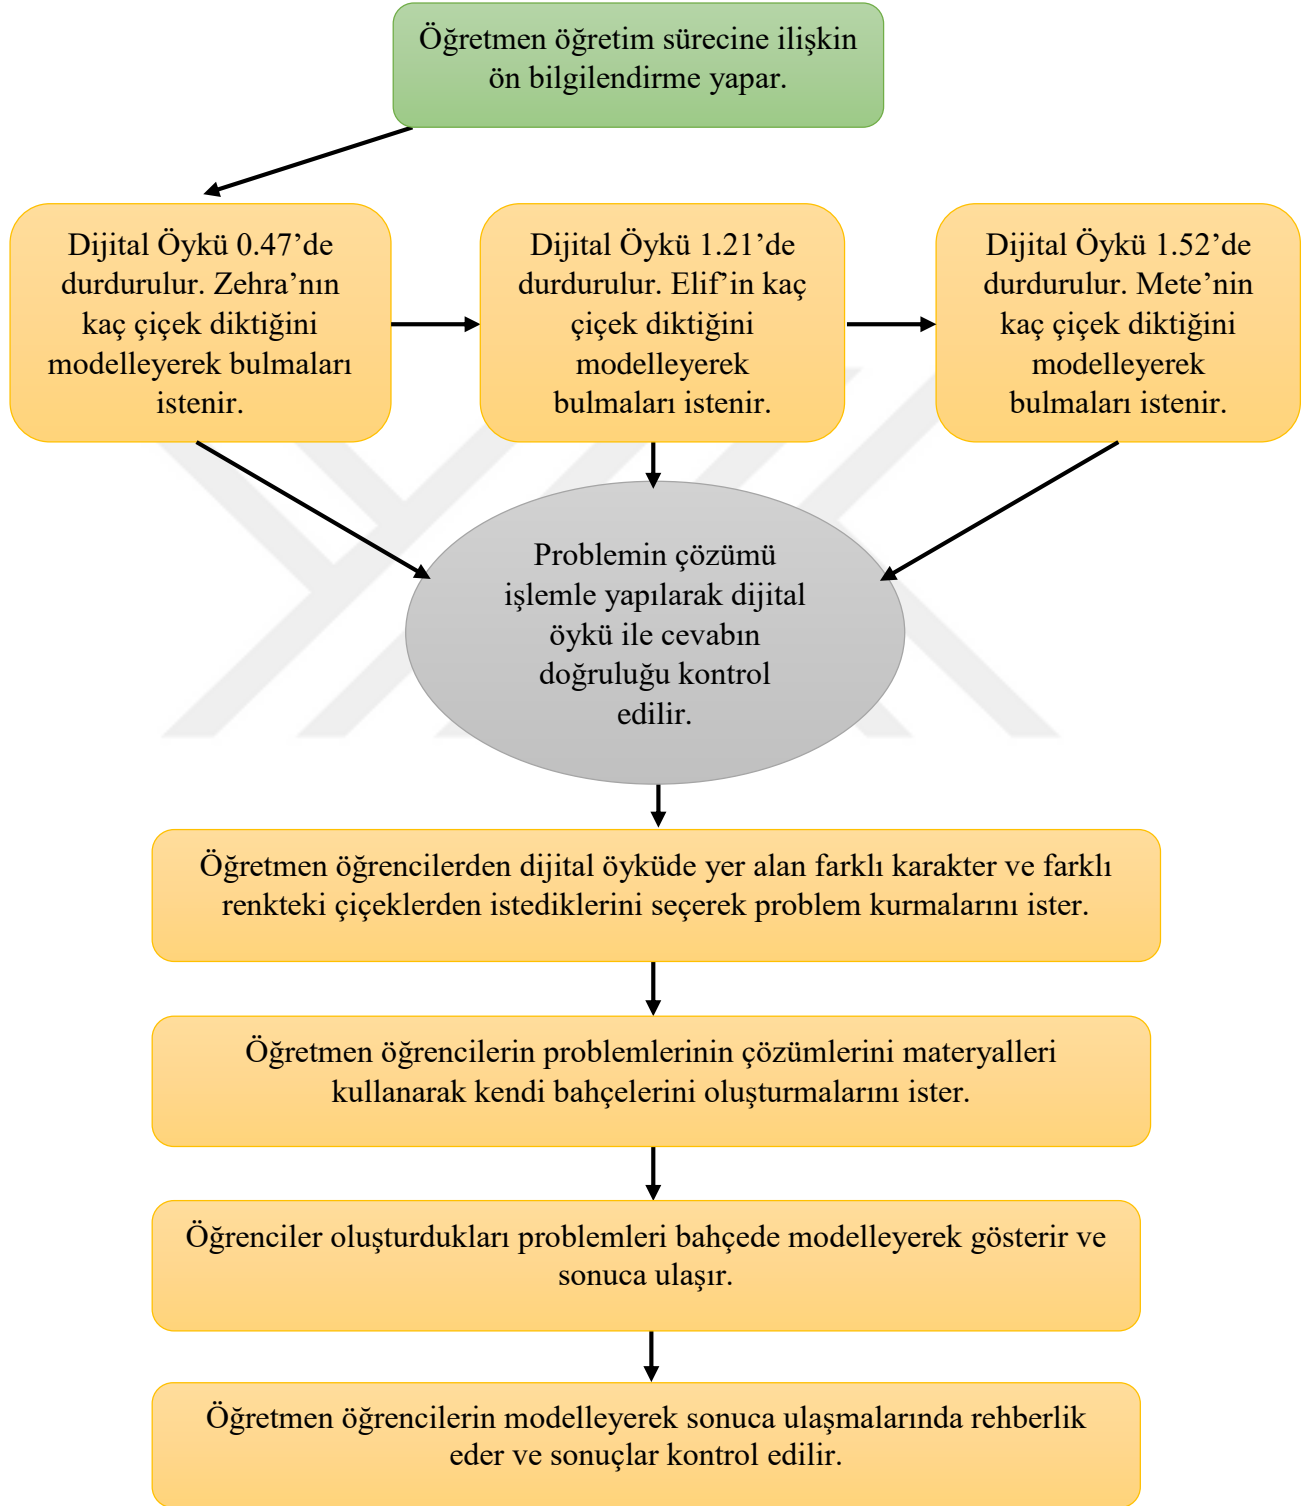 Öğretmen öğretim sürecine ilişkin
ön bilgilendirme yapar.
Dijital Öykü 0.47’de
durdurulur. Zehra’nın
kaç çiçek diktiğini
modelleyerek bulmaları
istenir.
Dijital Öykü 1.21’de
durdurulur. Elif’in kaç
çiçek diktiğini
modelleyerek
bulmaları istenir.
Dijital Öykü 1.52’de
durdurulur. Mete’nin
kaç çiçek diktiğini
modelleyerek
bulmaları istenir.
Problemin çözümü
işlemle yapılarak dijital
öykü ile cevabın
doğruluğu kontrol
edilir.
Öğretmen öğrencilerden dijital öyküde yer alan farklı karakter ve farklı
renkteki çiçeklerden istediklerini seçerek problem kurmalarını ister.
Öğretmen öğrencilerin problemlerinin çözümlerini materyalleri
kullanarak kendi bahçelerini oluşturmalarını ister.
Öğrenciler oluşturdukları problemleri bahçede modelleyerek gösterir ve
sonuca ulaşır.
Öğretmen öğrencilerin modelleyerek sonuca ulaşmalarında rehberlik
eder ve sonuçlar kontrol edilir.